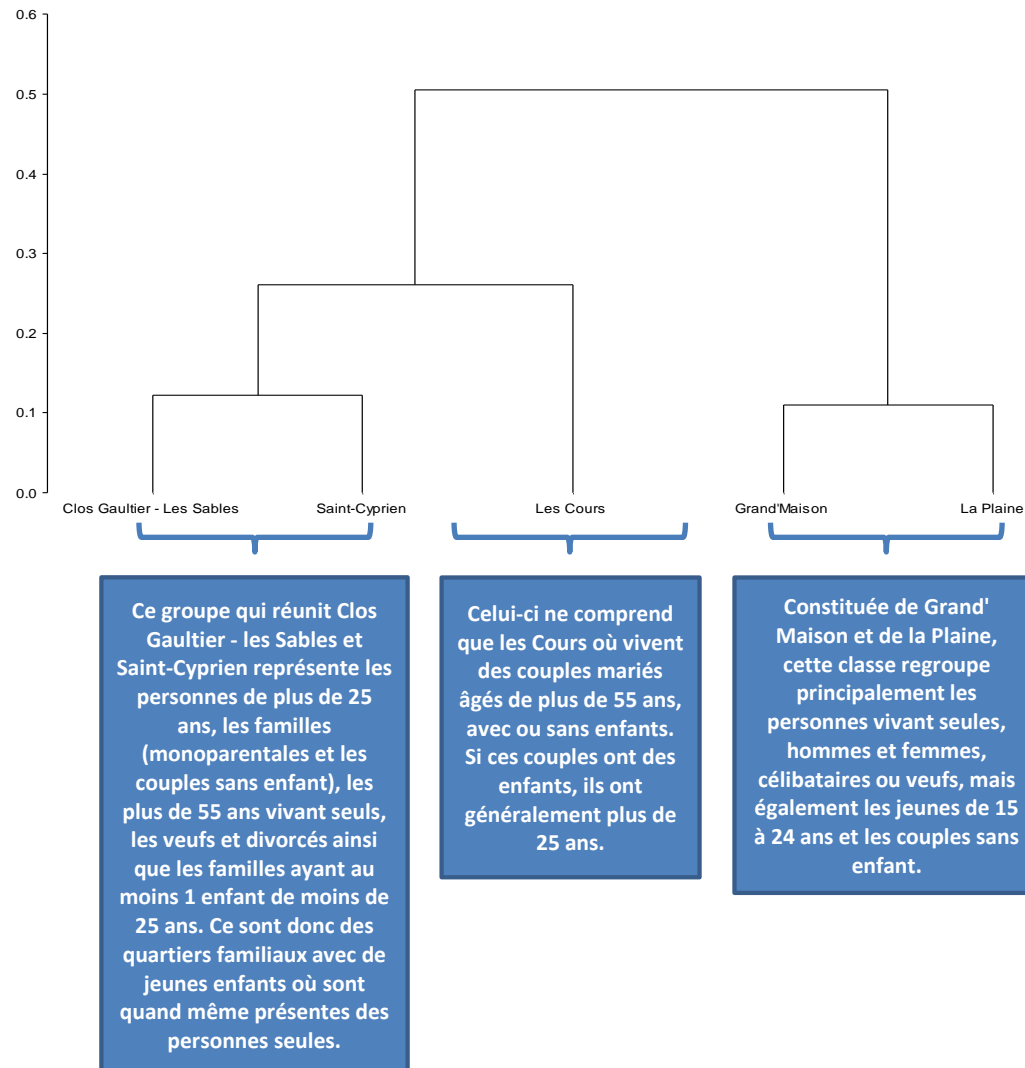 0.6
0.5
0.4
0.3
0.2
0.1
0.0
Clos Gaultier - Les Sables
Saint-Cyprien
Les Cours
Grand'Maison
La Plaine
Ce groupe qui réunit Clos
Gaultier - les Sables et
Saint-Cyprien représente les
personnes de plus de 25
ans, les familles
(monoparentales et les
couples sans enfant), les
plus de 55 ans vivant seuls,
les veufs et divorcés ainsi
que les familles ayant au
moins 1 enfant de moins de
25 ans. Ce sont donc des
quartiers familiaux avec de
jeunes enfants où sont
quand même présentes des
personnes seules.
Celui-ci ne comprend
que les Cours où vivent
des couples mariés
âgés de plus de 55 ans,
avec ou sans enfants.
Si ces couples ont des
enfants, ils ont
généralement plus de
25 ans.
Constituée de Grand'
Maison et de la Plaine,
cette classe regroupe
principalement les
personnes vivant seules,
hommes et femmes,
célibataires ou veufs, mais
également les jeunes de 15
à 24 ans et les couples sans
enfant.